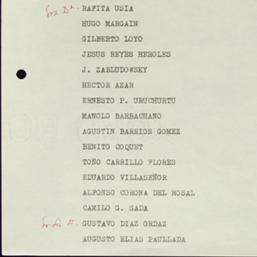 RAFITA USIA
HUGO MARGAIN
GILBERTO LOYO
JESUS REYES HEROLES
J. ZABLUDOWSKY
HECTOR AZAR
ERNESTO P. URUCHURTU
MANOLO BARBACHANO
AGUSTIN BARRIOS GOMEZ
BENITO COQUET
TOÑO CARRILLO FLORES
EDUARDO VILLASEÑOR
ALFONSO CORONA DEL ROSAL
CAMILO G. SADA
GUSTAVO DIAZ ORDAZ
AUGUSTO ELIAS PAULLADA